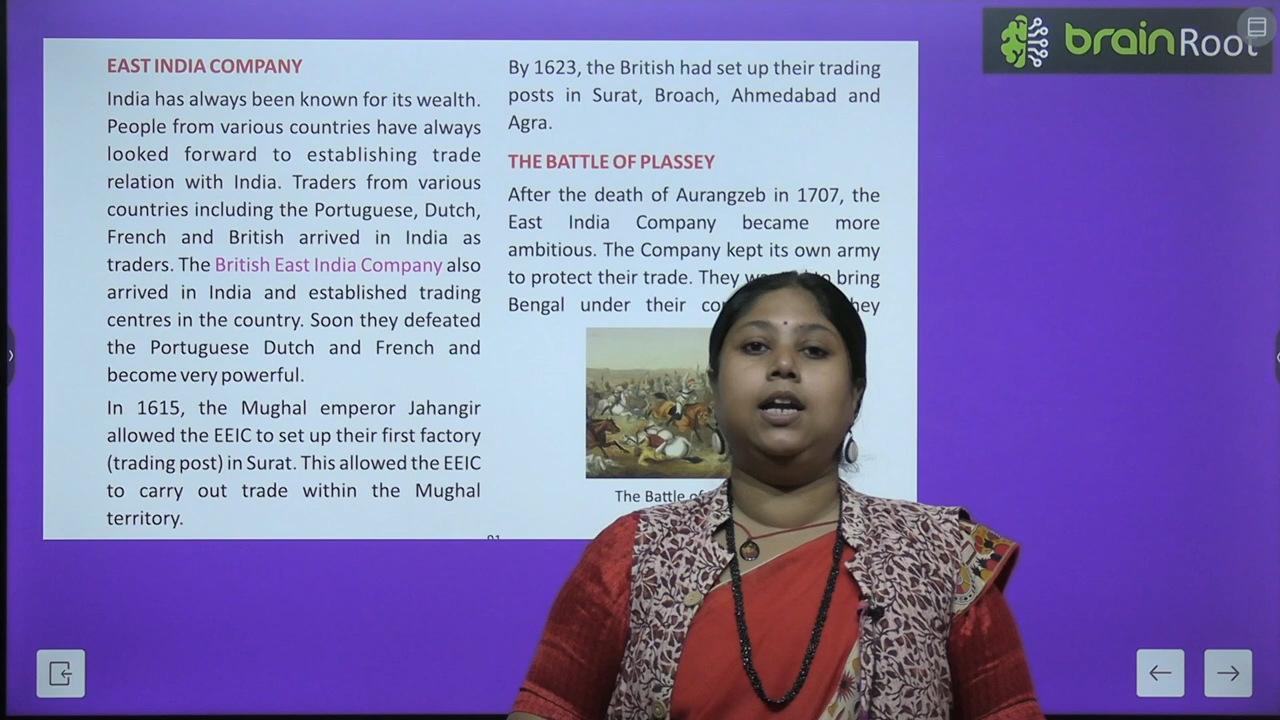 EAST INDIA COMPANY
India has always been known for its wealth.
People from various countries have always
looked forward to establishing trade
relation with India. Traders from various
countries including the Portuguese, Dutch,
French and British arrived in India as
traders. The British East India Company also
arrived in India and established trading
centres in the country. Soon they defeated
the Portuguese Dutch and French and
become very powerful.
In 1615, the Mughal emperor Jahangir
allowed the EEIC to set up their first factory
(trading post) in Surat. This allowed the EEIC
to carry out trade within the Mughal
territory.
By 1623, the British had set up their trading
posts in Surat, Broach, Ahmedabad and
Agra.
THE BATTLE OF PLASSEY
After the death of Aurangzeb in 1707, the
East India Company became more
ambitious. The Company kept its own army
to protect their trade. They bring
Bengal under their
The Battle of
brainRoot